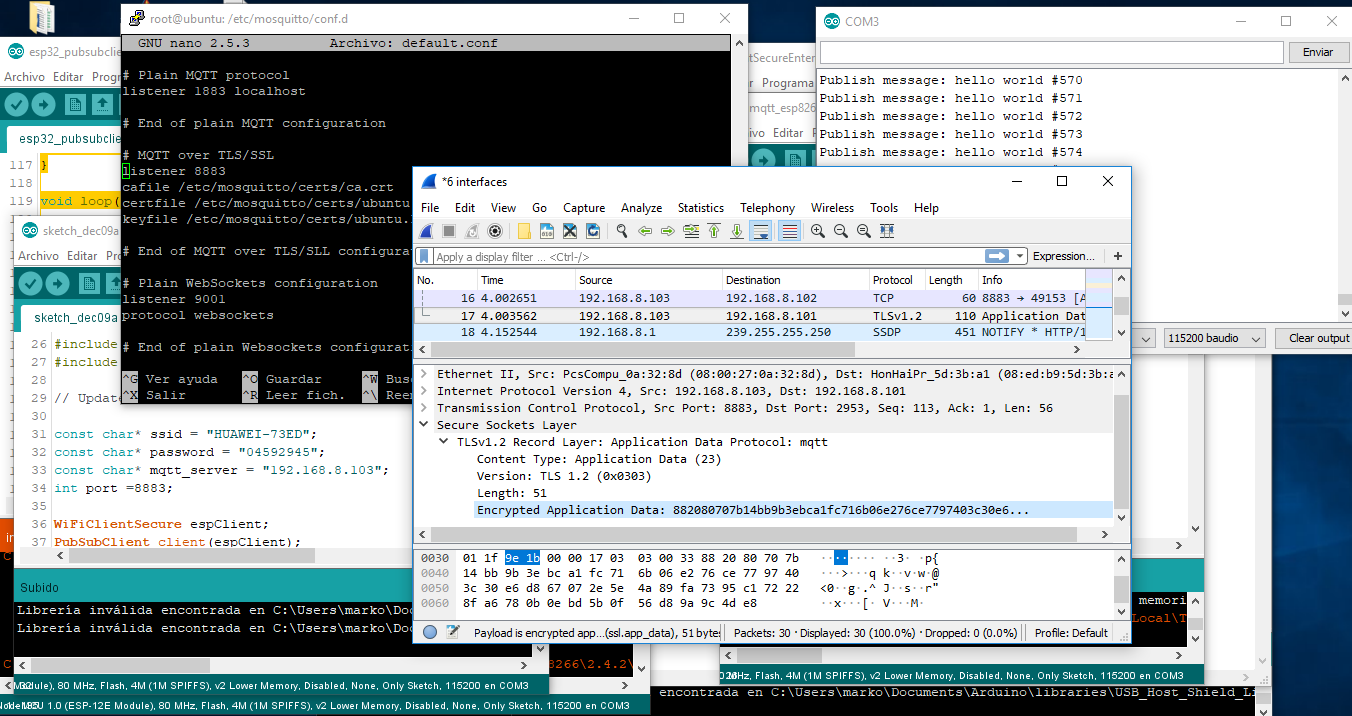 root@ubuntu: /etc/mosquitto/conf.d
GNU nano 2.5.3 Archivo: default.conf
# Plain MQTT protocol
listener 1883 localhost
# End of plain MQTT configuration
# MQTT over TLS/SSL
listener 8883
cafile /etc/mosquitto/certs/ca.crt
certfile /etc/mosquitto/certs/ubuntu
keyfile /etc/mosquitto/certs/ubuntu.
# End of MQTT over TLS/SLL configurat
# Plain WebSockets configuration
listener 9001
protocol websockets
# End of plain Websockets configurati
^G Ver ayuda ^O Guardar ^W Bus
^X Salir ^R Leer fich. ^\ Ree
esp32_pubsubclie
Archivo Editar Prog
esp32_pubsubclie
117 }
118
119 void loop(
sketch_dec09a
Archivo Editar Pro
sketch_dec09a
26 #include
27 #include
28
29 // Update
30
31 const char* ssid = "HUAWEI-73ED";
32 const char* password = "04592945";
33 const char* mqtt_server = "192.168.8.103";
34 int port =8883;
35
36 WiFiClientSecure espClient;
37 PubSubClient client(espClient);
Subido
Librería inválida encontrada en C:\Users\marko\Doc
Librería inválida encontrada en C:\Users\marko\Doc
8266\2.4.2\
Module), 80 MHz, Flash, 4M (1M SPIFFS), v2 Lower Memory, Disabled, None, Only Sketch, 115200 en COM3
MCU 1.0 (ESP-12E Module), 80 MHz, Flash, 4M (1M SPIFFS), v2 Lower Memory, Disabled, None, Only Sketch, 115200 en COM3
tSecureEnter
r Programa
mqtt_esp826
ivo Editar
COM3
Enviar
Publish message: hello world #570
Publish message: hello world #571
Publish message: hello world #572
Publish message: hello world #573
Publish message: hello world #574
115200 baudio
Clear output
*6 interfaces
File Edit View Go Capture Analyze Statistics Telephony Wireless Tools Help
Apply a display filter ... <Ctrl-/>
Expression... +
No. Time Source Destination Protocol Length Info
16 4.002651 192.168.8.103 192.168.8.102 TCP 60 8883 → 49153 [A
17 4.003562 192.168.8.103 192.168.8.101 TLSv1.2 110 Application Dat
18 4.152544 192.168.8.1 239.255.255.250 SSDP 451 NOTIFY * HTTP/1
Ethernet II, Src: PcsCompu_0a:32:8d (08:00:27:0a:32:8d), Dst: HonHaiPr_5d:3b:a1 (08:ed:b9:5d:3b:a
Internet Protocol Version 4, Src: 192.168.8.103, Dst: 192.168.8.101
Transmission Control Protocol, Src Port: 8883, Dst Port: 2953, Seq: 113, Ack: 1, Len: 56
Secure Sockets Layer
TLSv1.2 Record Layer: Application Data Protocol: mqtt
Content Type: Application Data (23)
Version: TLS 1.2 (0x0303)
Length: 51
Encrypted Application Data: 882080707b14bb9b3ebca1fc716b06e276ce7797403c30e6...
0030 01 1f 9e 1b 00 00 17 03 03 00 33 88 20 80 70 7b ·· ·· ···· ··3· ·p{
0040 14 bb 9b 3e bc a1 fc 71 6b 06 e2 76 ce 77 97 40 ···>···q k··v·w·@
0050 3c 30 e6 d8 67 07 2e 5e 4a 89 fa 73 95 c1 72 22 <0··g·.^ J··s··r"
0060 8f a6 78 0b 0e bd 5b 0f 56 d8 9a 9c 4d e8 ··x···[· V···M·
Payload is encrypted app...(ssl.app_data), 51 bytes
Packets: 30 · Displayed: 30 (100.0%) · Dropped: 0 (0.0%)
Profile: Default
memori
Local\T
Module), 80 MHz, Flash, 4M (1M SPIFFS), v2 Lower Memory, Disabled, None, Only Sketch, 115200 en COM3
encontrada en C:\Users\marko\Documents\Arduino\libraries\USB_Host_Shield_Li